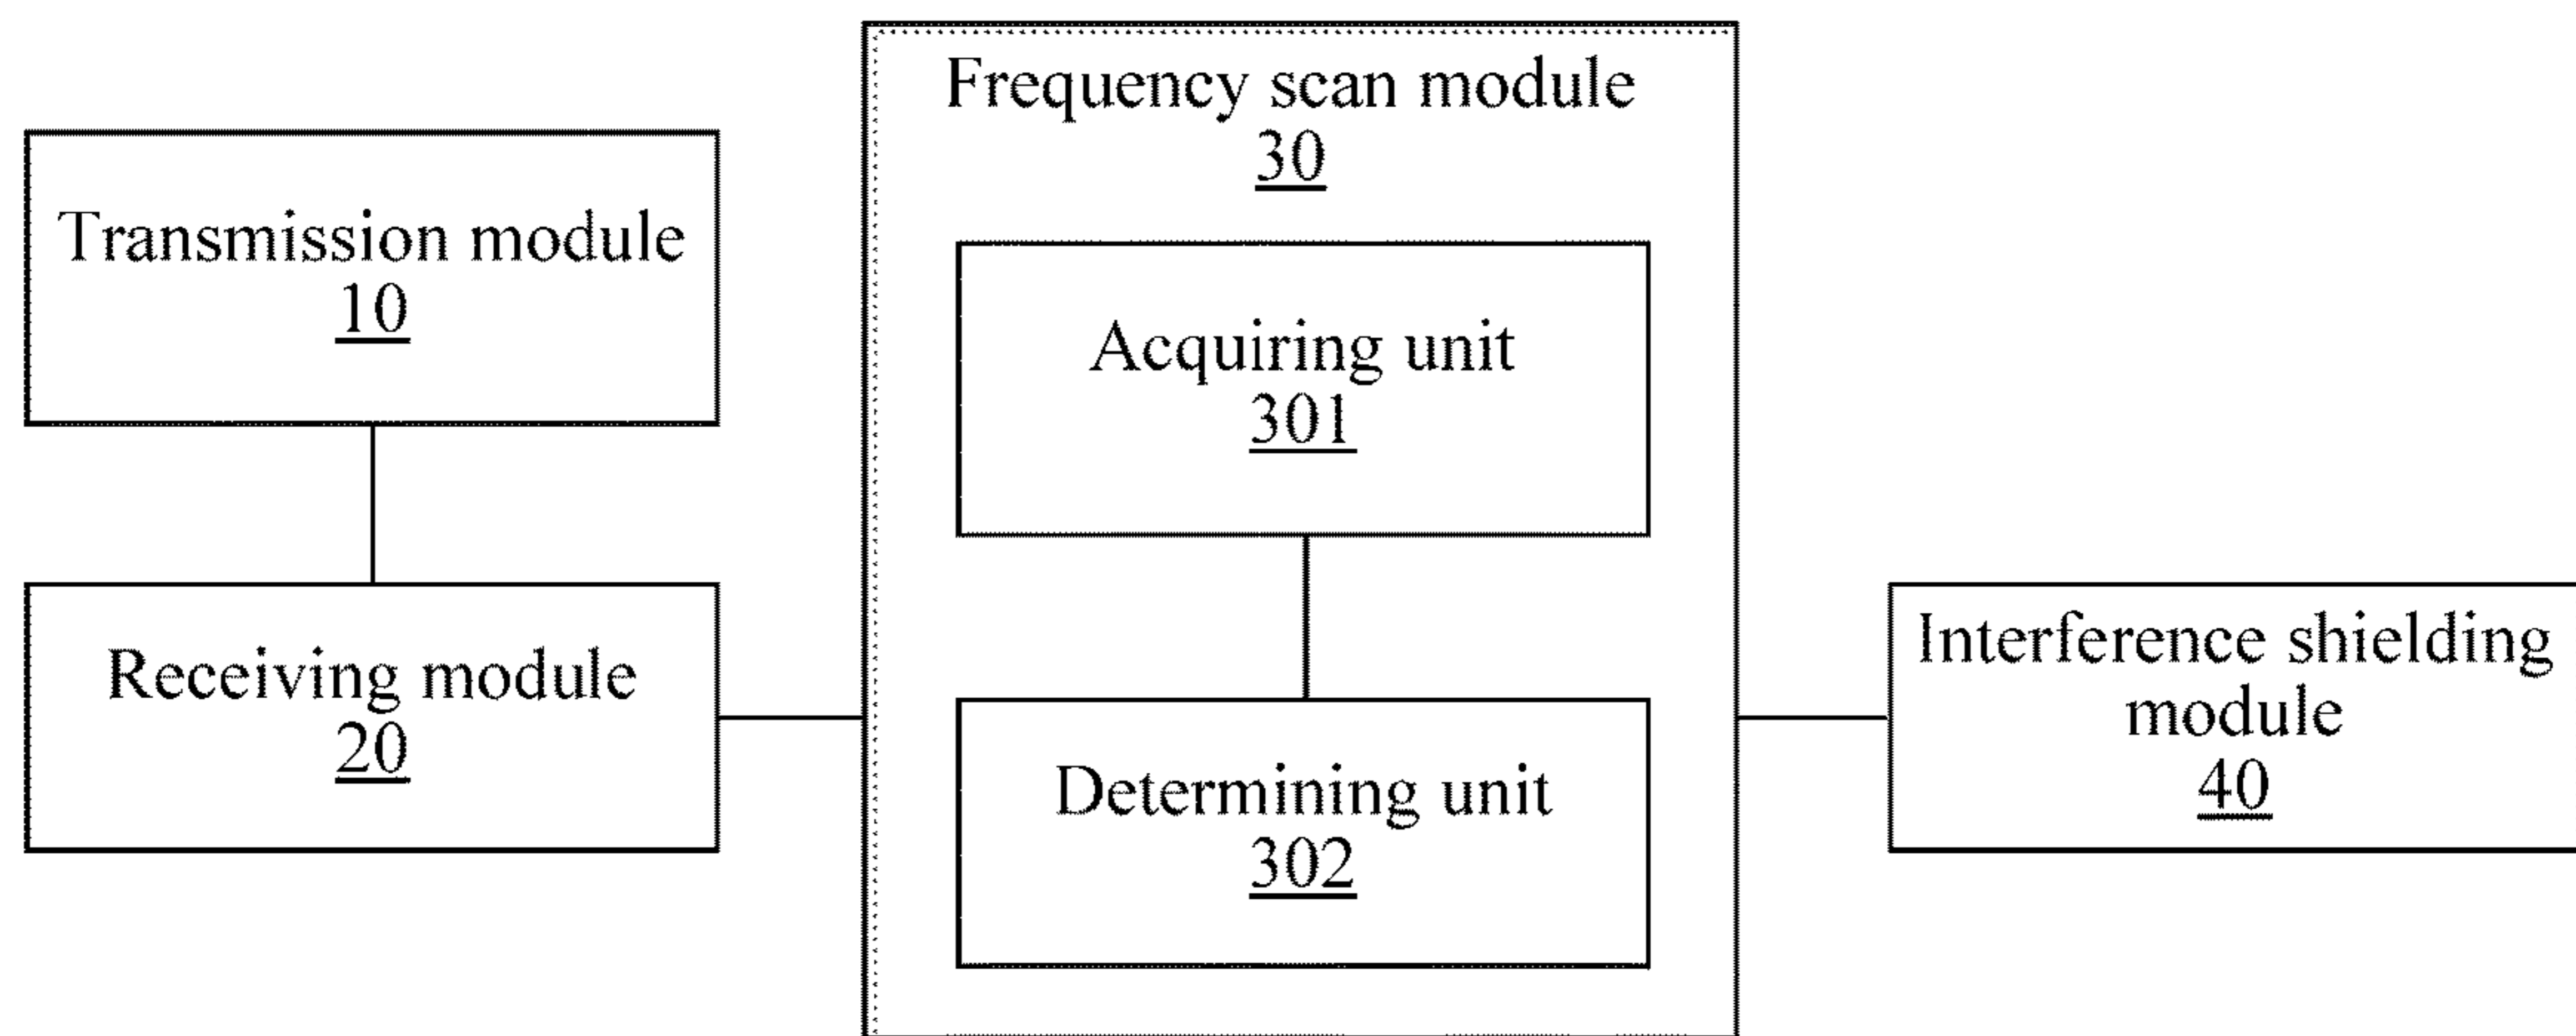 Transmission module
10
Receiving module
20
Frequency scan module
30
Acquiring unit
301
Determining unit
302
Interference shielding
module
40